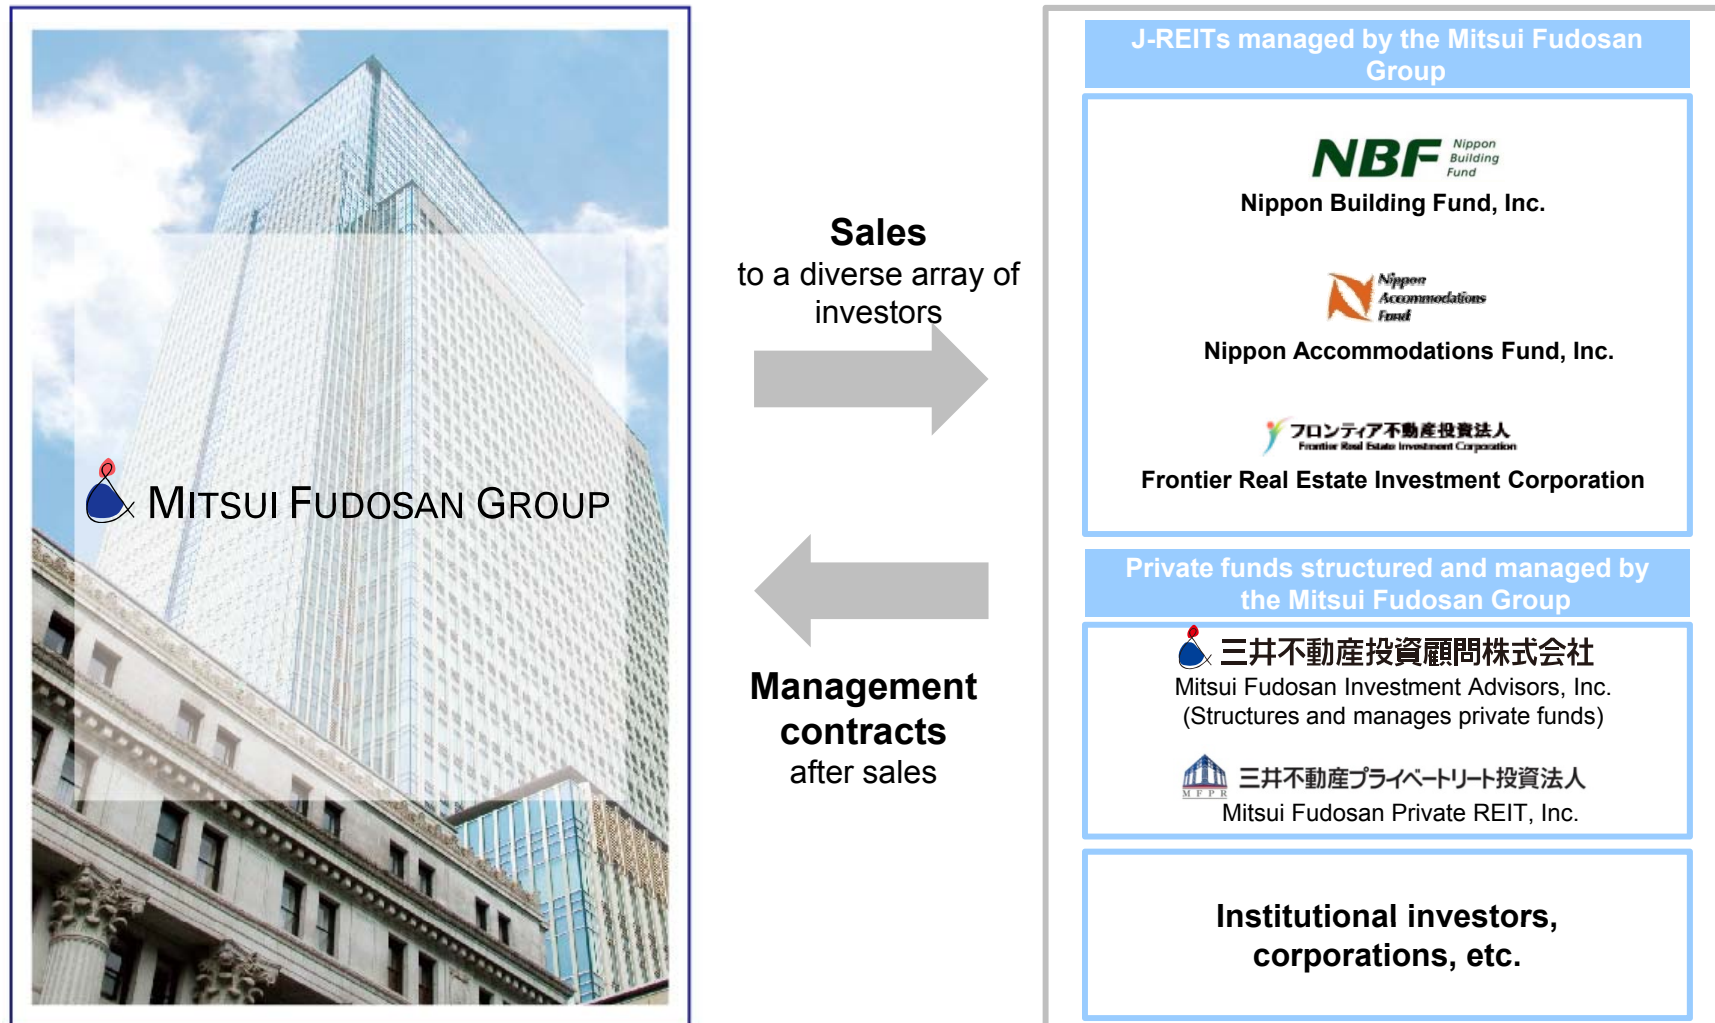 MITSUI FUDOSAN GROUP
Sales
to a diverse array of
investors
Management
contracts
after sales
J-REITs managed by the Mitsui Fudosan
Group
NBF
Nippon
Building
Fund
Nippon Building Fund, Inc.
Nippon
Accommodations
Fund
Nippon Accommodations Fund, Inc.
フロンティア不動産投資法人
Frontier Real Estate Investment Corporation
Frontier Real Estate Investment Corporation
Private funds structured and managed by
the Mitsui Fudosan Group
三井不動産投資顧問株式会社
Mitsui Fudosan Investment Advisors, Inc.
(Structures and manages private funds)
MFPR
三井不動産プライベートリート投資法人
Mitsui Fudosan Private REIT, Inc.
Institutional investors,
corporations, etc.